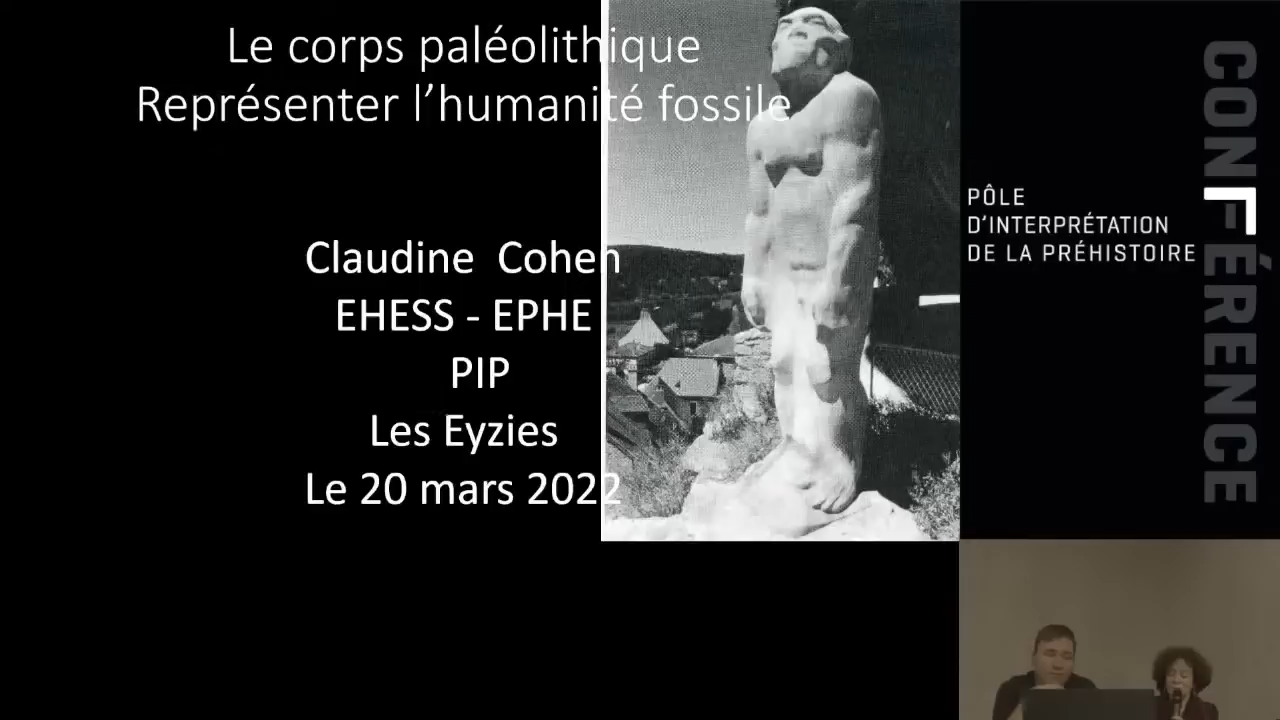 Le corps paléolithique
Représenter l’humanité fossile
Claudine Cohen
EHESS - EPHE
PIP
Les Eyzies
Le 20 mars 2022
PÔLE
D’INTERPRÉTATION
DE LA PRÉHISTOIRE
CONFÉRENCE